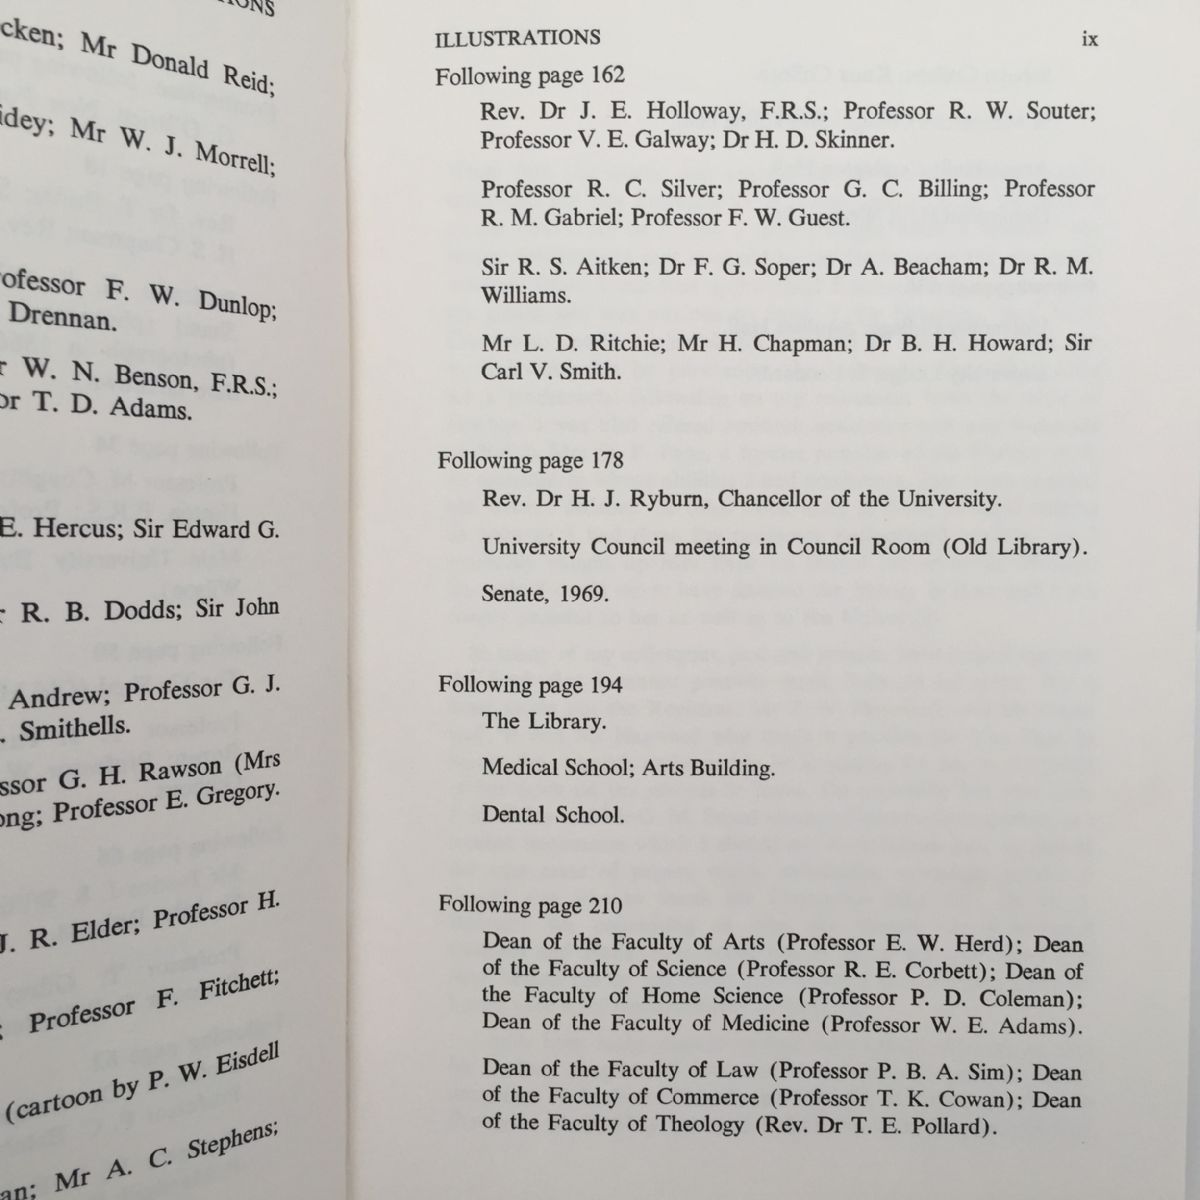 cken; Mr Donald Reid;
idey; Mr W. J. Morrell;
ofessor F. W. Dunlop;
Drennan.
W. N. Benson, F.R.S.;
or T. D. Adams.
E. Hercus; Sir Edward G.
R. B. Dodds; Sir John
Andrew; Professor G. J.
. Smithells.
ssor G. H. Rawson (Mrs
ong; Professor E. Gregory.
J. R. Elder; Professor H.
Professor F. Fitchett;
(cartoon by P. W. Eisdell
an; Mr A. C. Stephens;
ILLUSTRATIONS ix
Following page 162
Rev. Dr J. E. Holloway, F.R.S.; Professor R. W. Souter;
Professor V. E. Galway; Dr H. D. Skinner.
Professor R. C. Silver; Professor G. C. Billing; Professor
R. M. Gabriel; Professor F. W. Guest.
Sir R. S. Aitken; Dr F. G. Soper; Dr A. Beacham; Dr R. M.
Williams.
Mr L. D. Ritchie; Mr H. Chapman; Dr B. H. Howard; Sir
Carl V. Smith.
Following page 178
Rev. Dr H. J. Ryburn, Chancellor of the University.
University Council meeting in Council Room (Old Library).
Senate, 1969.
Following page 194
The Library.
Medical School; Arts Building.
Dental School.
Following page 210
Dean of the Faculty of Arts (Professor E. W. Herd); Dean
of the Faculty of Science (Professor R. E. Corbett); Dean of
the Faculty of Home Science (Professor P. D. Coleman);
Dean of the Faculty of Medicine (Professor W. E. Adams).
Dean of the Faculty of Law (Professor P. B. A. Sim); Dean
of the Faculty of Commerce (Professor T. K. Cowan); Dean
of the Faculty of Theology (Rev. Dr T. E. Pollard).